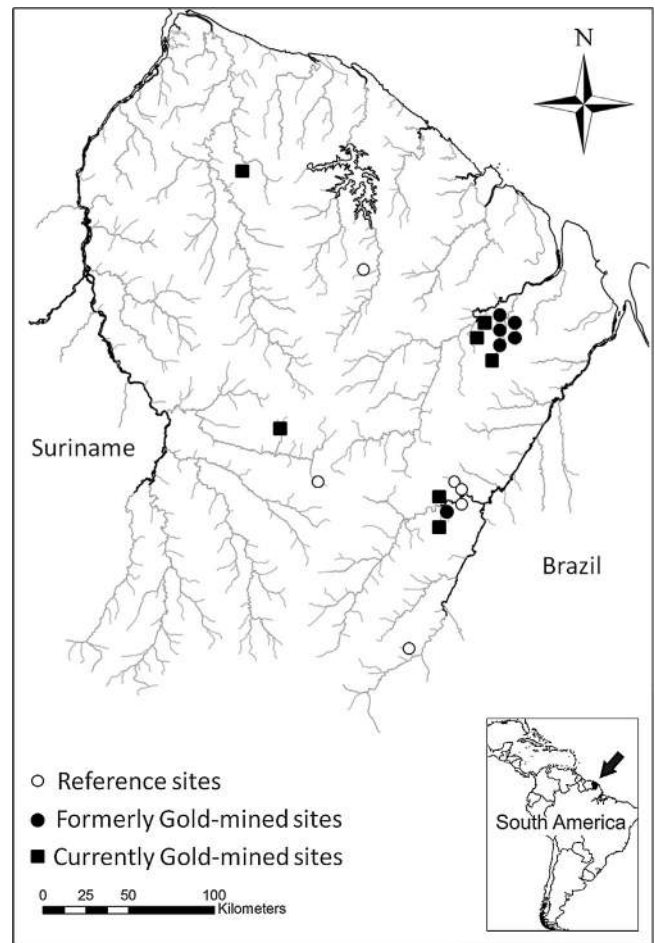 N
Suriname
Brazil
Reference sites
Formerly Gold-mined sites
Currently Gold-mined sites
0 25 50 100
Kilometers
South America